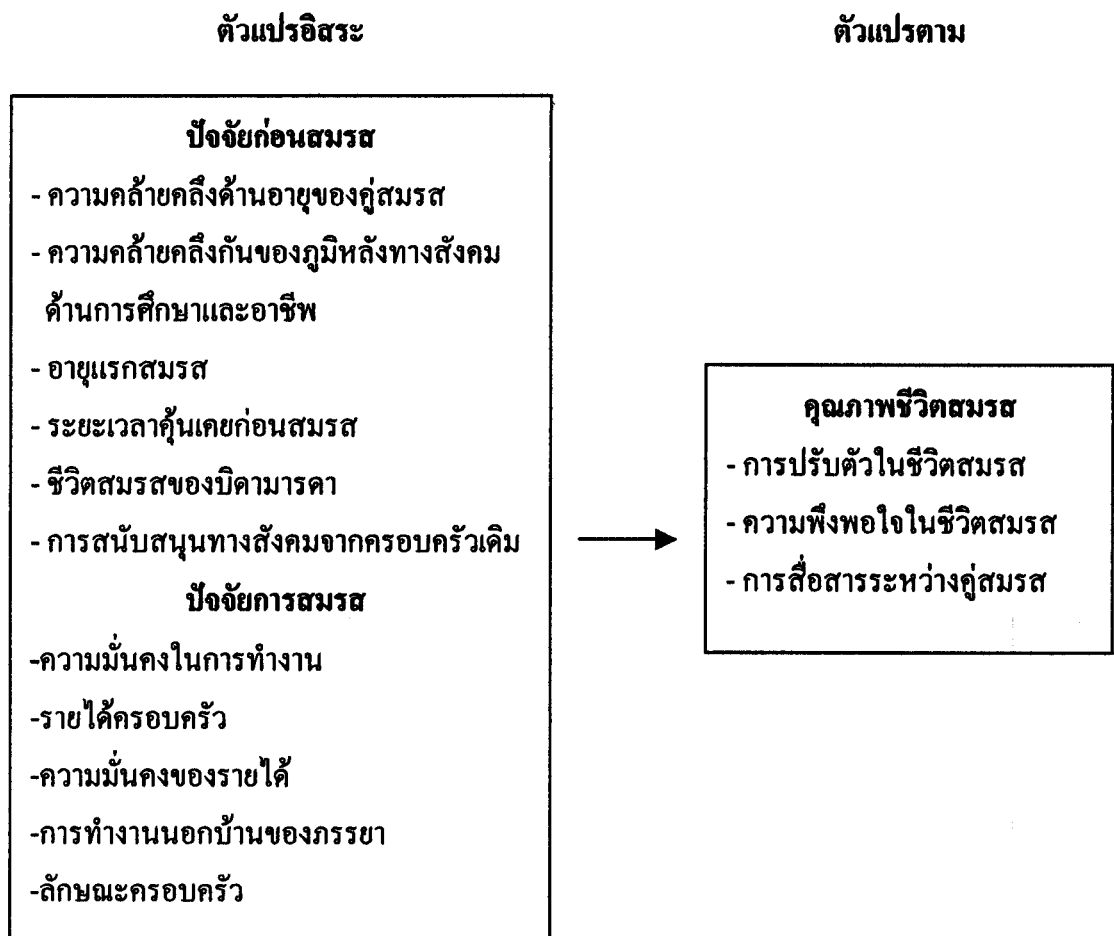 ตัวแปรอิสระ
ตัวแปรตาม
ปัจจัยก่อนสมรส
- ความคล้ายคลึงด้านอายุของคู่สมรส
- ความคล้ายคลึงกันของภูมิหลังทางสังคม
ด้านการศึกษาและอาชีพ
- อายุแรกสมรส
- ระยะเวลาคุ้นเคยก่อนสมรส
- ชีวิตสมรสของบิดามารดา
- การสนับสนุนทางสังคมจากครอบครัวเดิม
ปัจจัยการสมรส
-ความมั่นคงในการทำงาน
-รายได้ครอบครัว
-ความมั่นคงของรายได้
-การทำงานนอกบ้านของภรรยา
-ลักษณะครอบครัว
คุณภาพชีวิตสมรส
- การปรับตัวในชีวิตสมรส
- ความพึงพอใจในชีวิตสมรส
- การสื่อสารระหว่างคู่สมรส